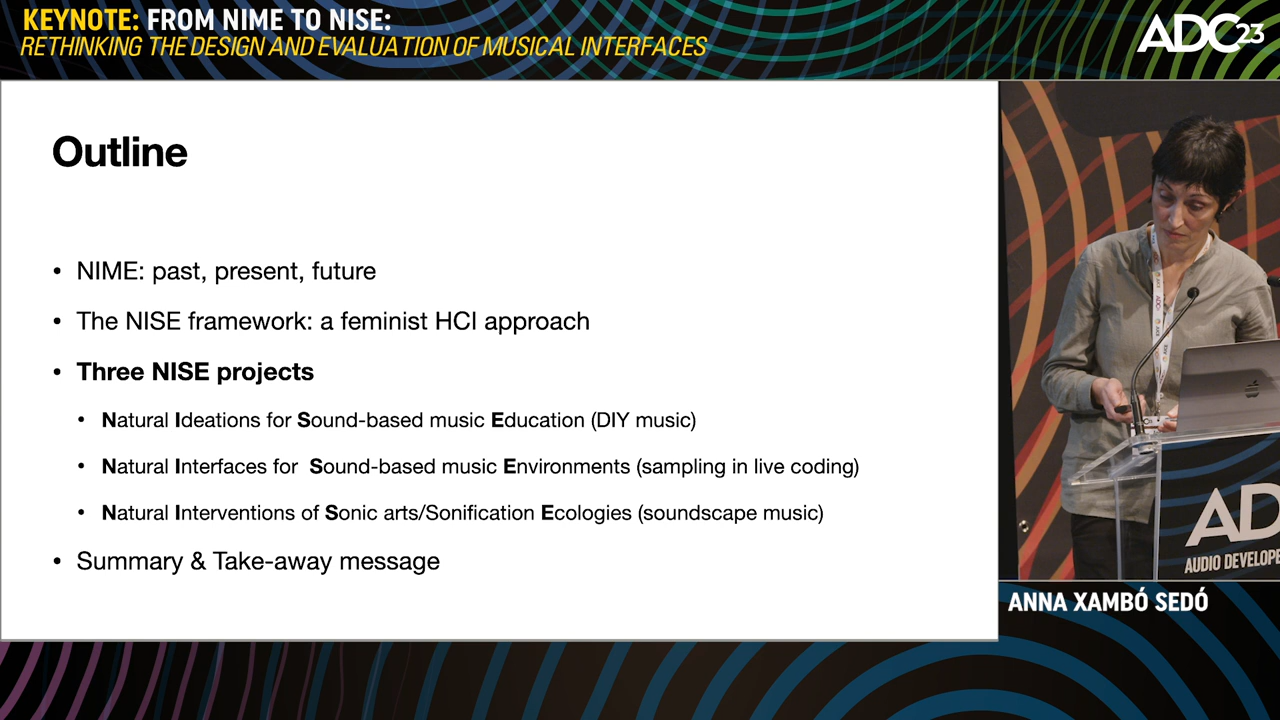 KEYNOTE: FROM NIME TO NISE:
RETHINKING THE DESIGN AND EVALUATION OF MUSICAL INTERFACES
ADC23
Outline
• NIME: past, present, future
• The NISE framework: a feminist HCI approach
• Three NISE projects
• Natural Ideations for Sound-based music Education (DIY music)
• Natural Interfaces for Sound-based music Environments (sampling in live coding)
• Natural Interventions of Sonic arts/Sonification Ecologies (soundscape music)
• Summary & Take-away message
AD
AUDIO DEVELOPE
ANNA XAMBÓ SEDÓ